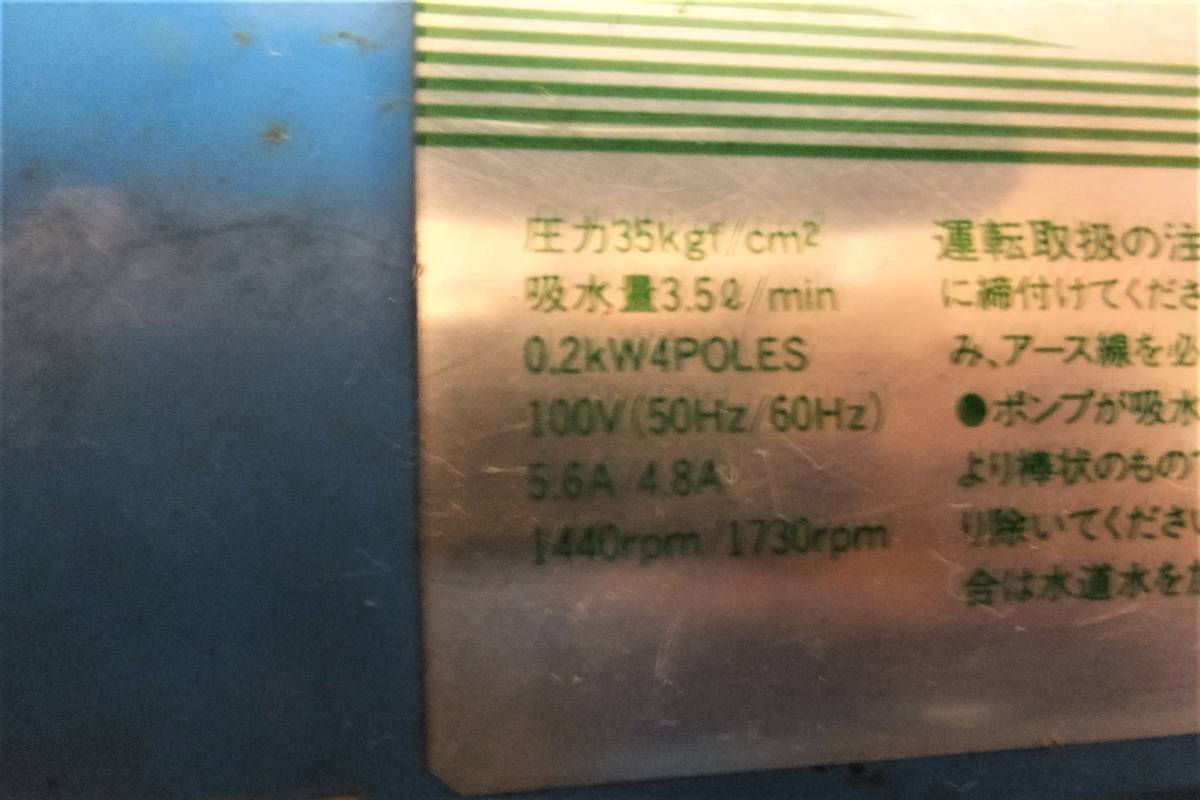 圧力35kgf/cm²
吸水量3.5ℓ/min
0.2kW4POLES
100V(50Hz/60Hz)
5.6A/4.8A
1440rpm/1730rpm
運転取扱の注
に締付けてくださ
み、アース線を必
●ポンプが吸水
より棒状のもので
り除いてください
合は水道水を